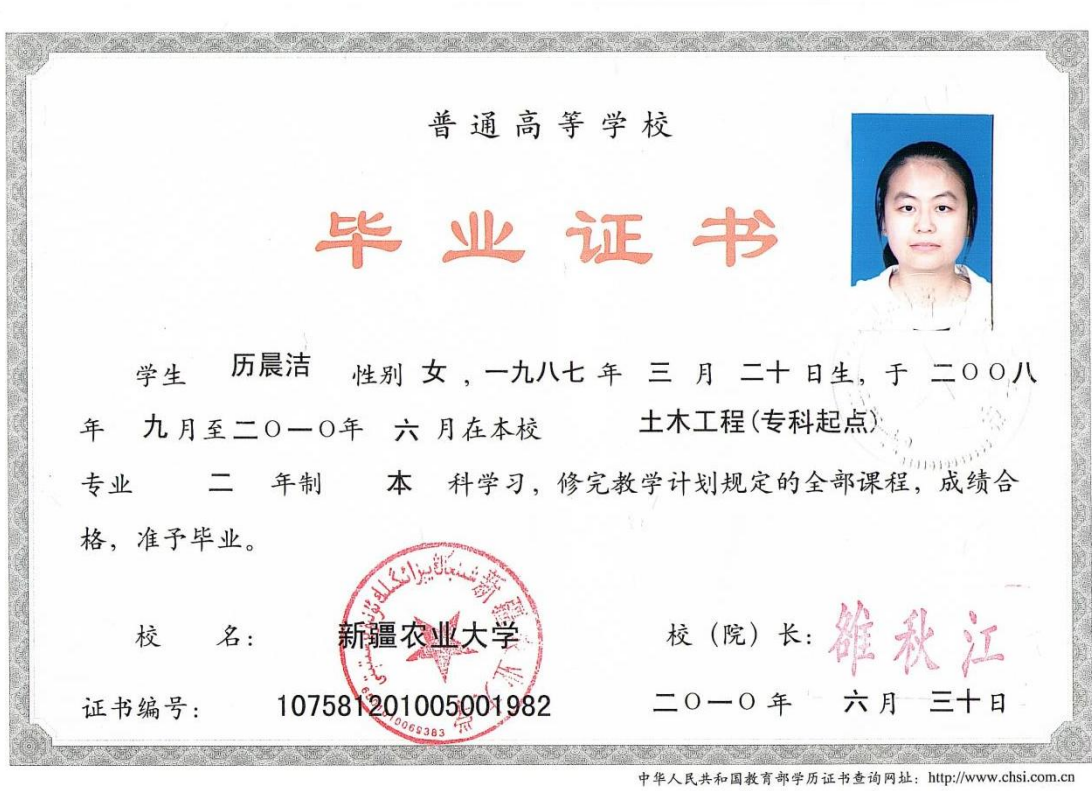 普通高等学校
毕业证书
学生 历晨洁 性别 女，一九八七 年 三 月 二十 日生，于 二〇〇八
年 九 月至 二〇一〇年 六 月在本校 土木工程(专科起点)
专业 二 年制 本 科学习，修完教学计划规定的全部课程，成绩合
格，准予毕业。
校 名： 新疆农业大学 校（院）长： 雒秋江
证书编号： 107581201005001982 二〇一〇 年 六 月 三十 日
新疆农业大学
中华人民共和国教育部学历证书查询网址：http://www.chsi.com.cn